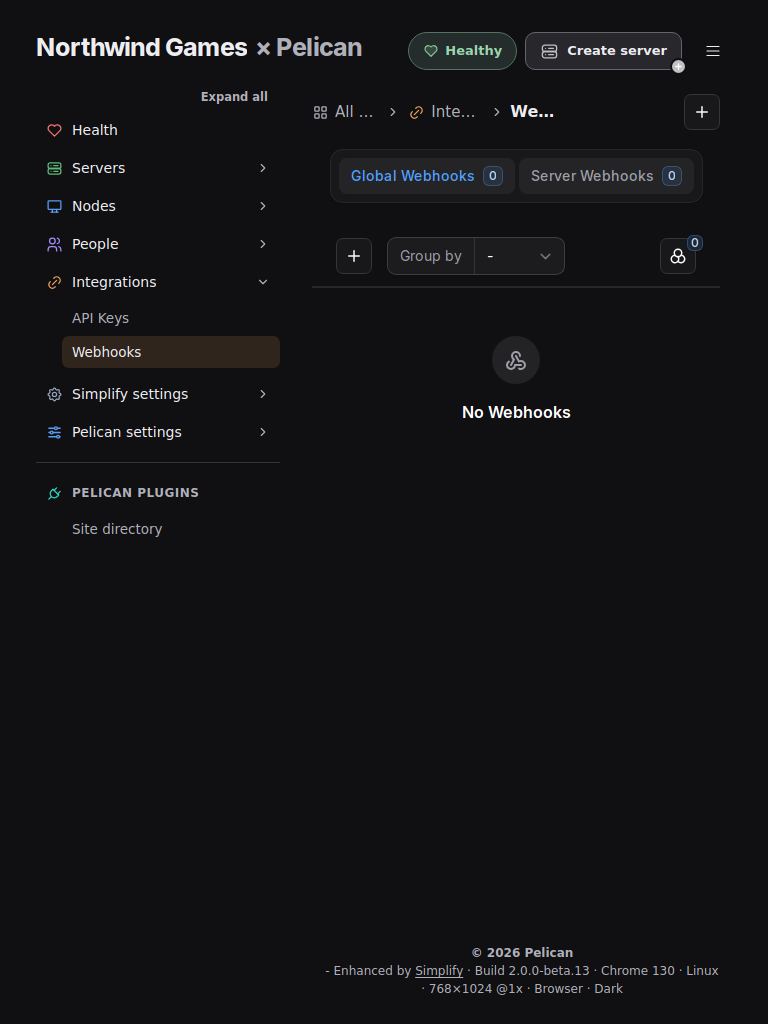 Northwind Games × Pelican
Healthy
Create server
Expand all
Health
Servers
Nodes
People
Integrations
API Keys
Webhooks
Simplify settings
Pelican settings
PELICAN PLUGINS
Site directory
All ... > Inte... > We...
Global Webhooks 0
Server Webhooks 0
Group by -
0
No Webhooks
© 2026 Pelican
- Enhanced by Simplify · Build 2.0.0-beta.13 · Chrome 130 · Linux
· 768×1024 @1x · Browser · Dark